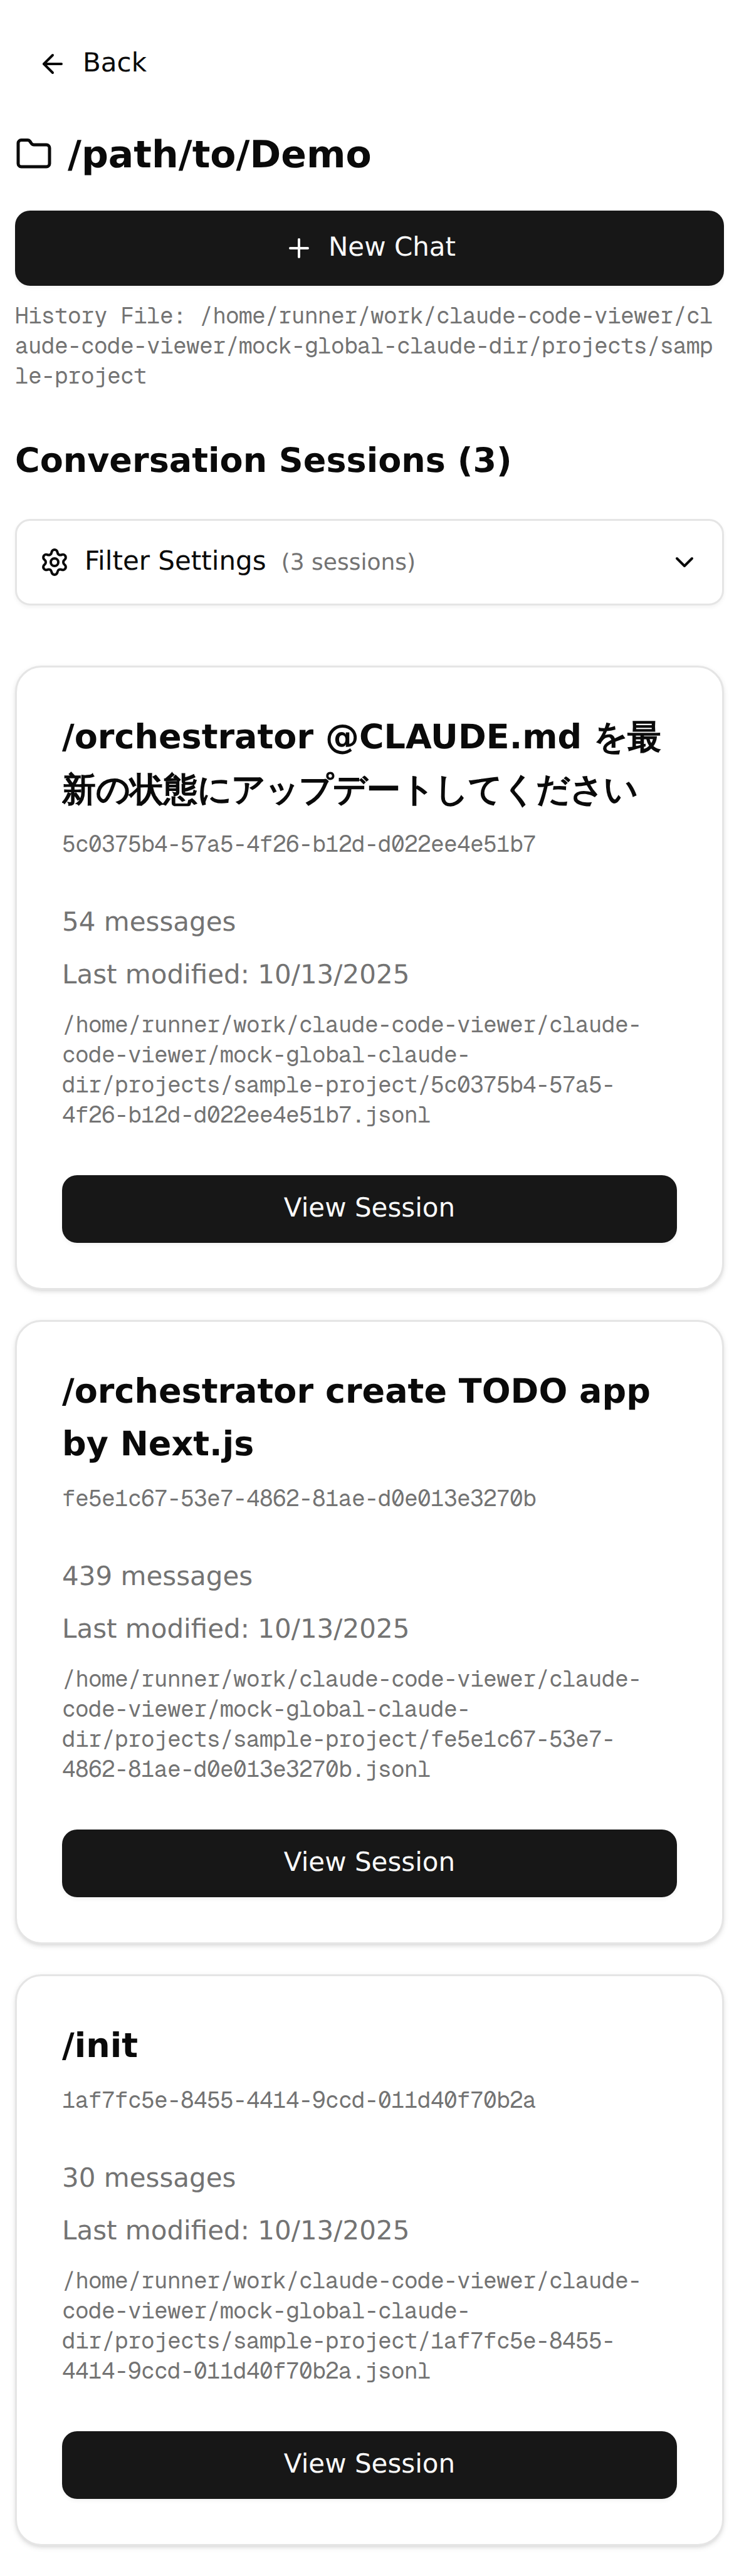 Back
/path/to/Demo
New Chat
History File: /home/runner/work/claude-code-viewer/cl
aude-code-viewer/mock-global-claude-dir/projects/samp
le-project
Conversation Sessions (3)
Filter Settings (3 sessions)
/orchestrator @CLAUDE.md を最
新の状態にアップデートしてください
5c0375b4-57a5-4f26-b12d-d022ee4e51b7
54 messages
Last modified: 10/13/2025
/home/runner/work/claude-code-viewer/claude-
code-viewer/mock-global-claude-
dir/projects/sample-project/5c0375b4-57a5-
4f26-b12d-d022ee4e51b7.jsonl
View Session
/orchestrator create TODO app
by Next.js
fe5e1c67-53e7-4862-81ae-d0e013e3270b
439 messages
Last modified: 10/13/2025
/home/runner/work/claude-code-viewer/claude-
code-viewer/mock-global-claude-
dir/projects/sample-project/fe5e1c67-53e7-
4862-81ae-d0e013e3270b.jsonl
View Session
/init
1af7fc5e-8455-4414-9ccd-011d40f70b2a
30 messages
Last modified: 10/13/2025
/home/runner/work/claude-code-viewer/claude-
code-viewer/mock-global-claude-
dir/projects/sample-project/1af7fc5e-8455-
4414-9ccd-011d40f70b2a.jsonl
View Session